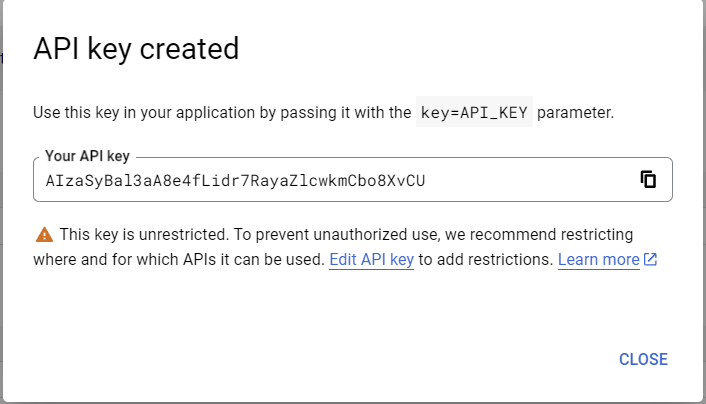 API key created
Use this key in your application by passing it with the key=API_KEY parameter.
Your API key
AIzaSyBal3aA8e4fLidr7RayaZlcwkmCbo8XvCU
This key is unrestricted. To prevent unauthorized use, we recommend restricting
where and for which APIs it can be used. Edit API key to add restrictions. Learn more
CLOSE